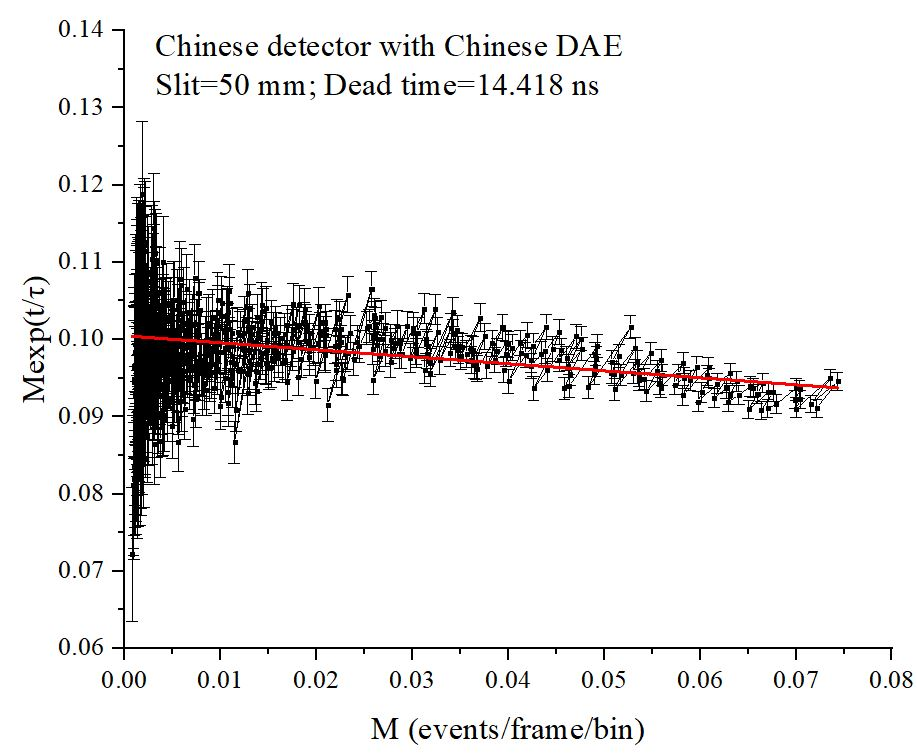 Chinese detector with Chinese DAE
Slit=50 mm; Dead time=14.418 ns
0.14
0.13
0.12
0.11
0.10
0.09
0.08
0.07
0.06
Mexp(t/τ)
0.00 0.01 0.02 0.03 0.04 0.05 0.06 0.07 0.08
M (events/frame/bin)